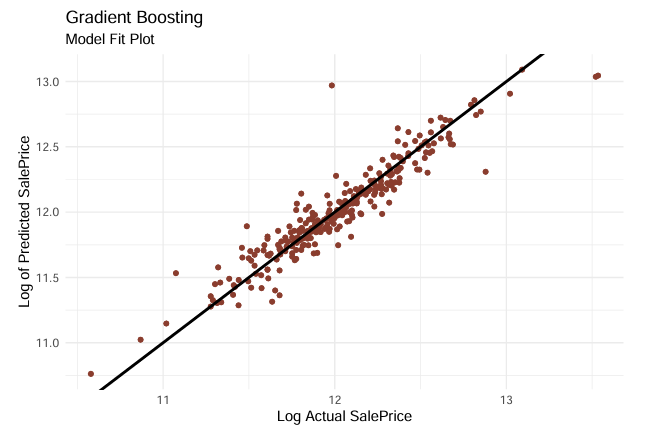 Gradient Boosting
Model Fit Plot
Log of Predicted SalePrice
13.0
12.5
12.0
11.5
11.0
11
12
13
Log Actual SalePrice